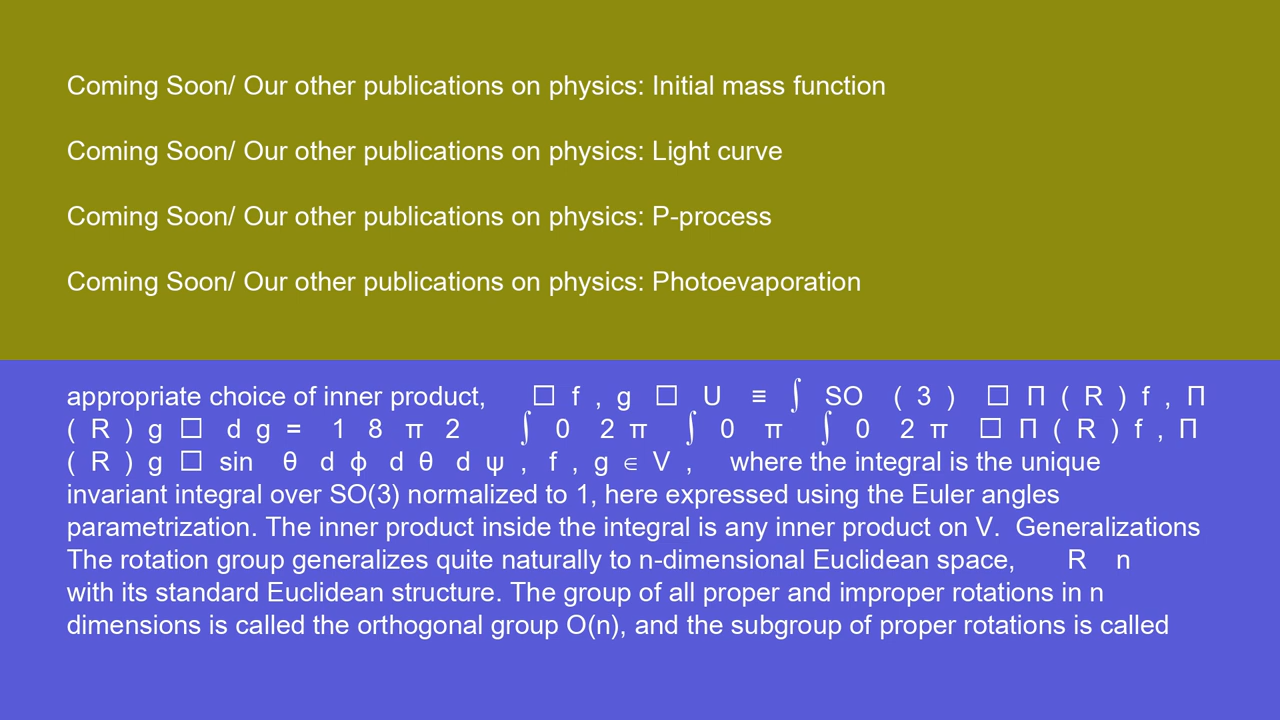 Coming Soon/ Our other publications on physics: Initial mass function
Coming Soon/ Our other publications on physics: Light curve
Coming Soon/ Our other publications on physics: P-process
Coming Soon/ Our other publications on physics: Photoevaporation
appropriate choice of inner product, □ f , g □ U ≡ ∫ SO ( 3 ) □ Π ( R ) f , Π
( R ) g □ d g = 1 8 π 2 ∫ 0 2 π ∫ 0 π ∫ 0 2 π □ Π ( R ) f , Π
( R ) g □ sin θ d ϕ d θ d ψ , f , g ∈ V , where the integral is the unique
invariant integral over SO(3) normalized to 1, here expressed using the Euler angles
parametrization. The inner product inside the integral is any inner product on V. Generalizations
The rotation group generalizes quite naturally to n-dimensional Euclidean space, R n
with its standard Euclidean structure. The group of all proper and improper rotations in n
dimensions is called the orthogonal group O(n), and the subgroup of proper rotations is called